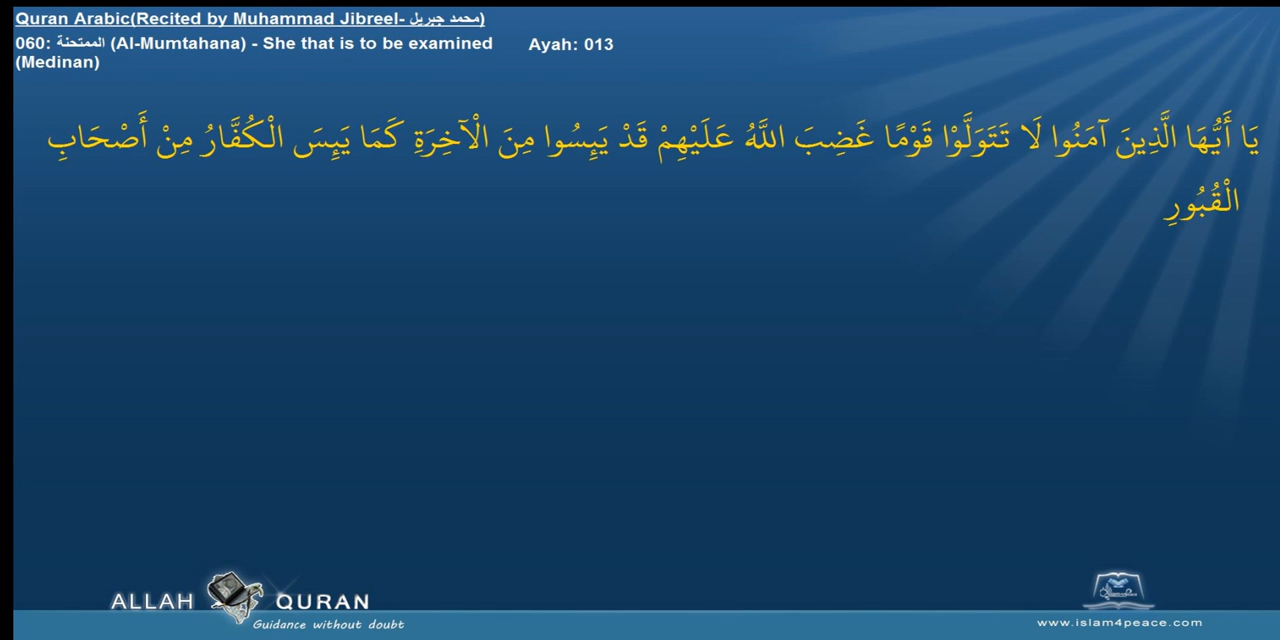 Quran Arabic(Recited by Muhammad Jibreel- محمد جبريل)
060: الممتحنة (Al-Mumtahana) - She that is to be examined (Medinan)
Ayah: 013
يَا أَيُّهَا الَّذِينَ آمَنُوا لَا تَتَوَلَّوْا قَوْمًا غَضِبَ اللَّهُ عَلَيْهِمْ قَدْ يَئِسُوا مِنَ الْآخِرَةِ كَمَا يَئِسَ الْكُفَّارُ مِنْ أَصْحَابِ
الْقُبُورِ
ALLAH QURAN
Guidance without doubt
www.islam4peace.com